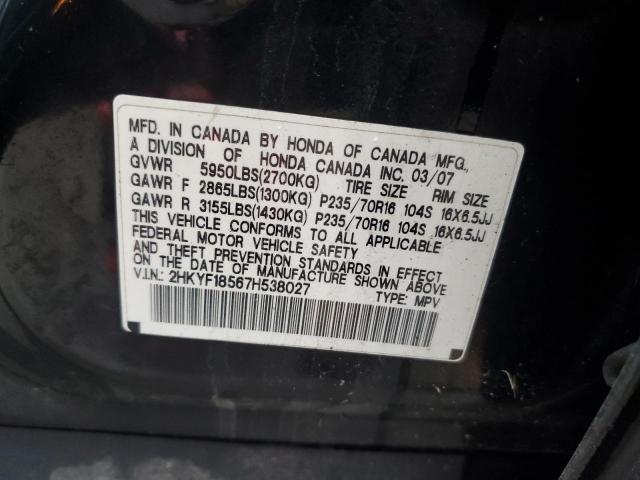 MFD. IN CANADA BY HONDA OF CANADA MFG.,
A DIVISION OF HONDA CANADA INC. 03/07
GVWR 5950LBS(2700KG) TIRE SIZE RIM SIZE
GAWR F 2865LBS(1300KG) P235/70R16 104S 16X6.5JJ
GAWR R 3155LBS(1430KG) P235/70R16 104S 16X6.5JJ
THIS VEHICLE CONFORMS TO ALL APPLICABLE
FEDERAL MOTOR VEHICLE SAFETY
AND THEFT PREVENTION STANDARDS IN EFFECT
ON THE DATE OF MANUFACTURE SHOWN ABOVE
V.I.N.: 2HKYF18567H538027 TYPE: MPV